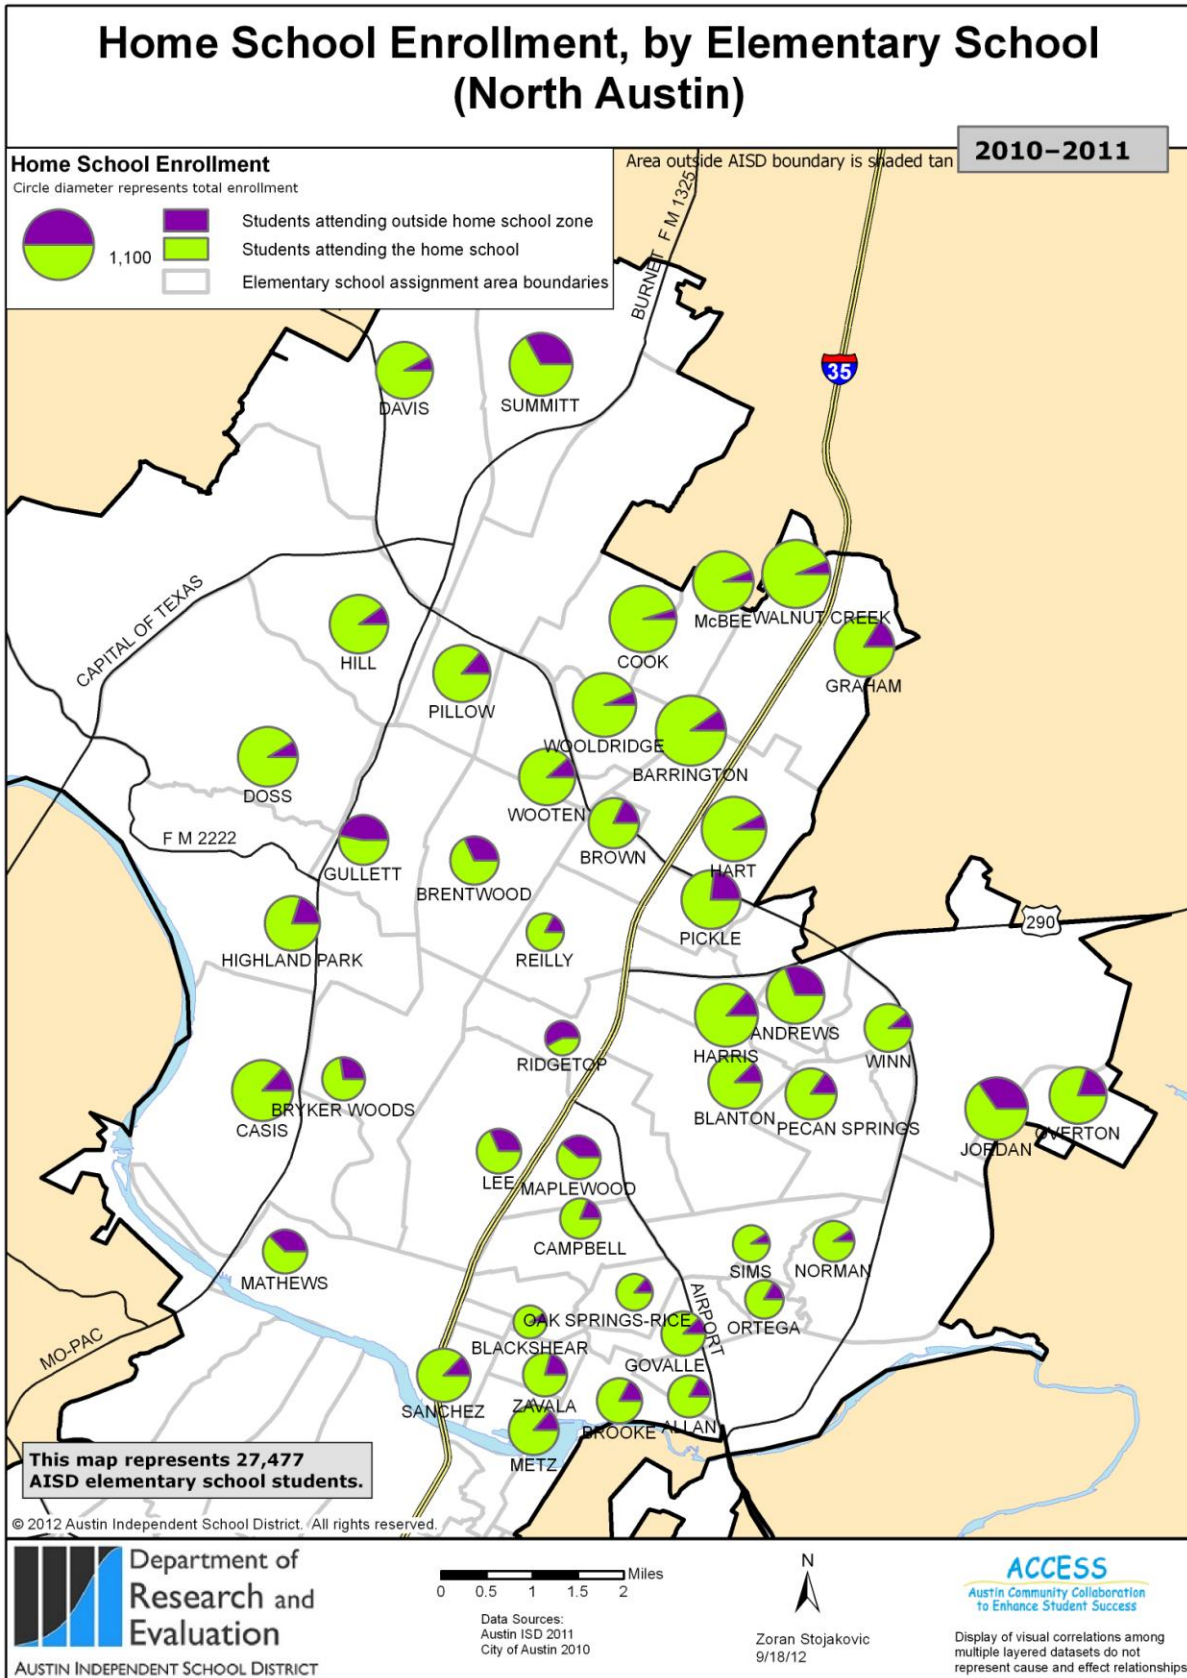 Home School Enrollment, by Elementary School
(North Austin)
2010–2011
Area outside AISD boundary is shaded tan
Home School Enrollment
Circle diameter represents total enrollment
1,100
Students attending outside home school zone
Students attending the home school
Elementary school assignment area boundaries
BURNET F M 1325
35
DAVIS
SUMMITT
CAPITAL OF TEXAS
McBEE
WALNUT CREEK
HILL
COOK
GRAHAM
PILLOW
WOOLDRIDGE
BARRINGTON
DOSS
WOOTEN
F M 2222
BROWN
GULLETT
HART
BRENTWOOD
PICKLE
290
HIGHLAND PARK
REILLY
ANDREWS
HARRIS
WINN
RIDGETOP
BRYKER WOODS
BLANTON
PECAN SPRINGS
CASIS
OVERTON
JORDAN
LEE
MAPLEWOOD
CAMPBELL
SIMS
NORMAN
MATHEWS
OAK SPRINGS-RICE
AIRPORT
ORTEGA
MO-PAC
BLACKSHEAR
GOVALLE
SANCHEZ
ZAVALA
BROOKE
ALLAN
METZ
This map represents 27,477
AISD elementary school students.
© 2012 Austin Independent School District. All rights reserved.
Department of
Research and
Evaluation
AUSTIN INDEPENDENT SCHOOL DISTRICT
Miles
0 0.5 1 1.5 2
Data Sources:
Austin ISD 2011
City of Austin 2010
N
Zoran Stojakovic
9/18/12
ACCESS
Austin Community Collaboration
to Enhance Student Success
Display of visual correlations among
multiple layered datasets do not
represent cause and effect relationships